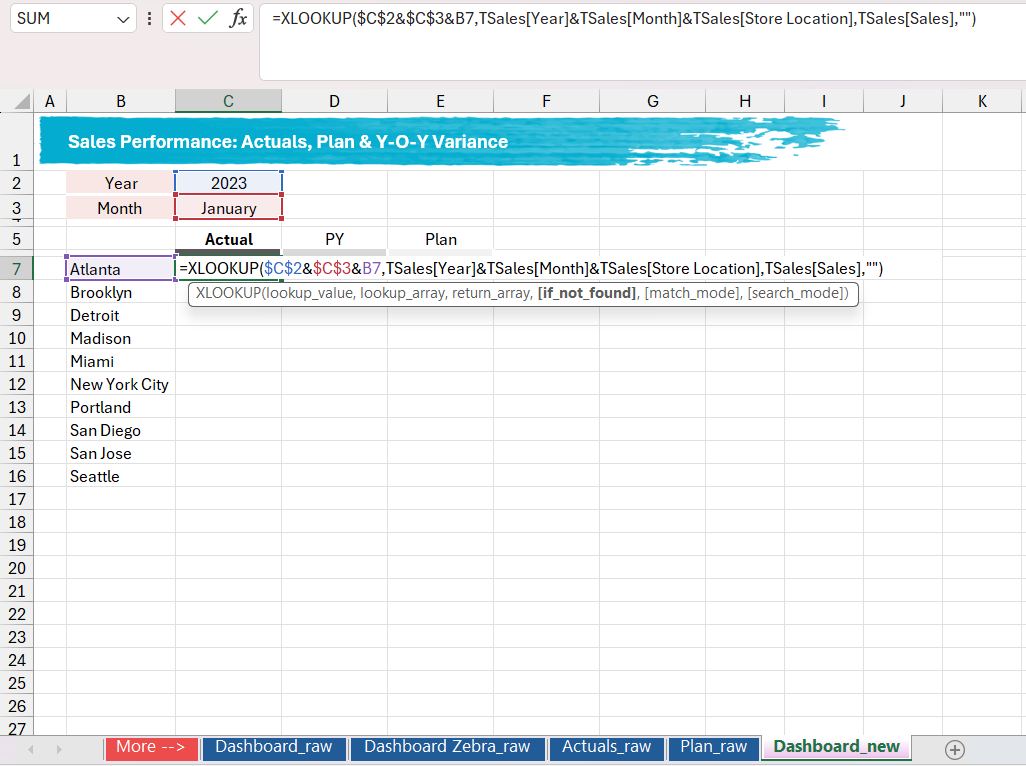 SUM
fx
=XLOOKUP($C$2&$C$3&B7,TSales[Year]&TSales[Month]&TSales[Store Location],TSales[Sales],"")
A B C D E F G H I J K
1 Sales Performance: Actuals, Plan & Y-O-Y Variance
2 Year 2023
3 Month January
5 Actual PY Plan
7 Atlanta =XLOOKUP($C$2&$C$3&B7,TSales[Year]&TSales[Month]&TSales[Store Location],TSales[Sales],"")
8 Brooklyn XLOOKUP(lookup_value, lookup_array, return_array, [if_not_found], [match_mode], [search_mode])
9 Detroit
10 Madison
11 Miami
12 New York City
13 Portland
14 San Diego
15 San Jose
16 Seattle
17
18
19
20
21
22
23
24
25
26
27
More --> Dashboard_raw Dashboard Zebra_raw Actuals_raw Plan_raw Dashboard_new